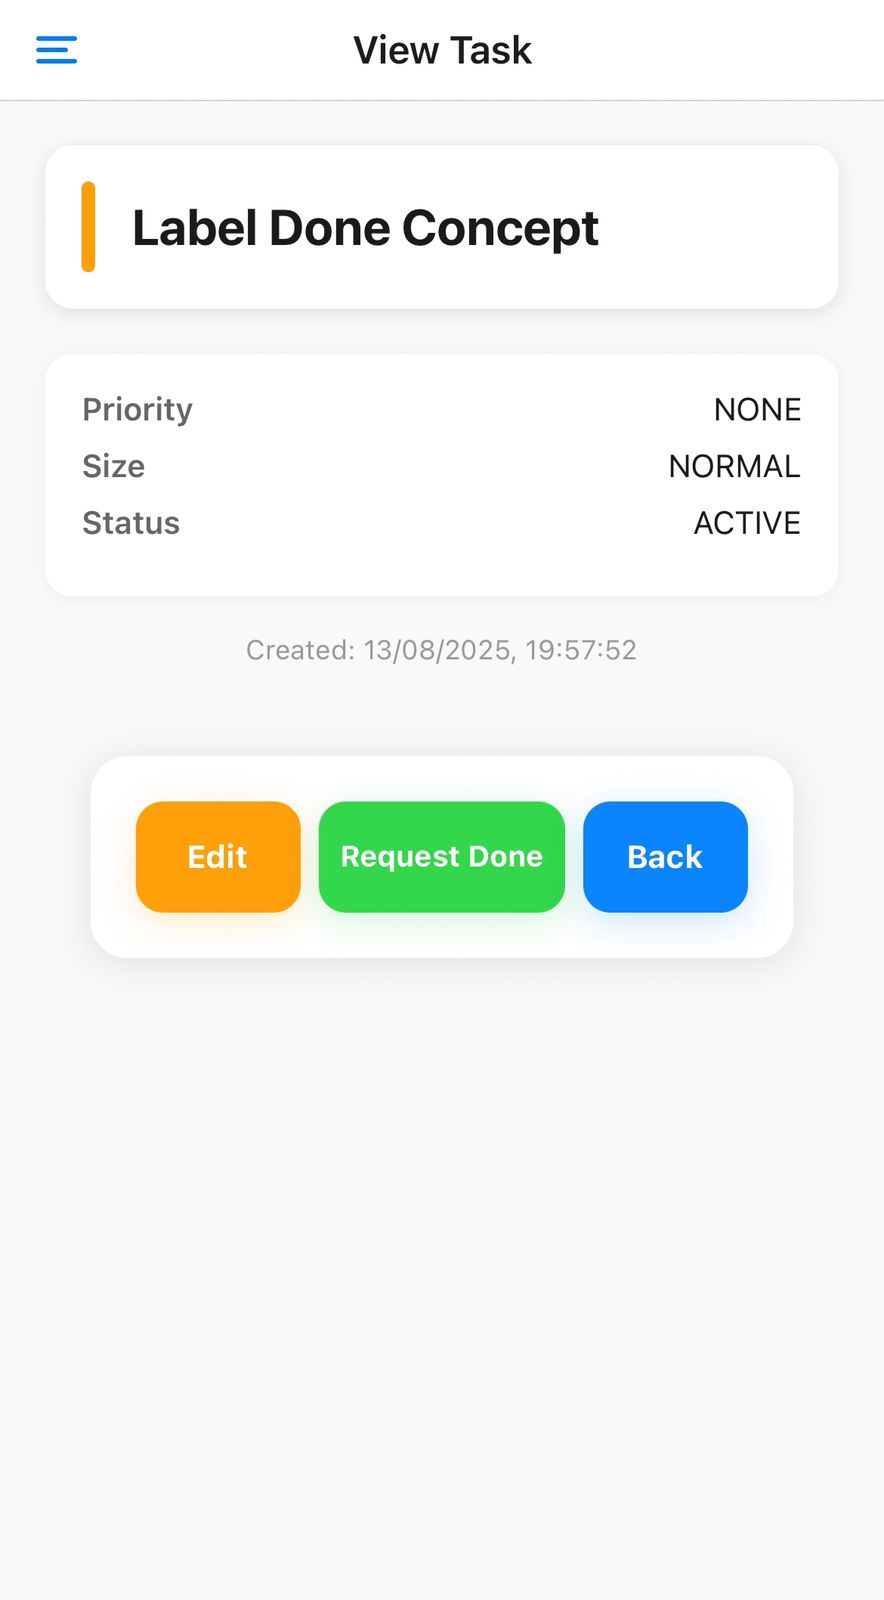 View Task
Label Done Concept
Priority NONE
Size NORMAL
Status ACTIVE
Created: 13/08/2025, 19:57:52
Edit Request Done Back